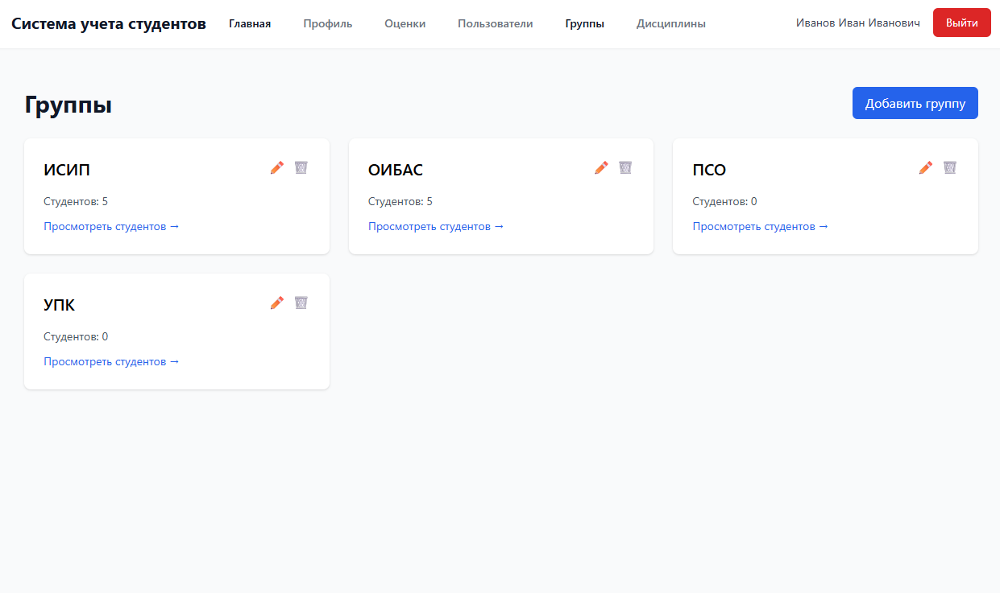 Система учета студентов Главная Профиль Оценки Пользователи Группы Дисциплины Иванов Иван Иванович Выйти
Группы Добавить группу
ИСИП
Студентов: 5
Просмотреть студентов →
ОИБАС
Студентов: 5
Просмотреть студентов →
ПСО
Студентов: 0
Просмотреть студентов →
УПК
Студентов: 0
Просмотреть студентов →